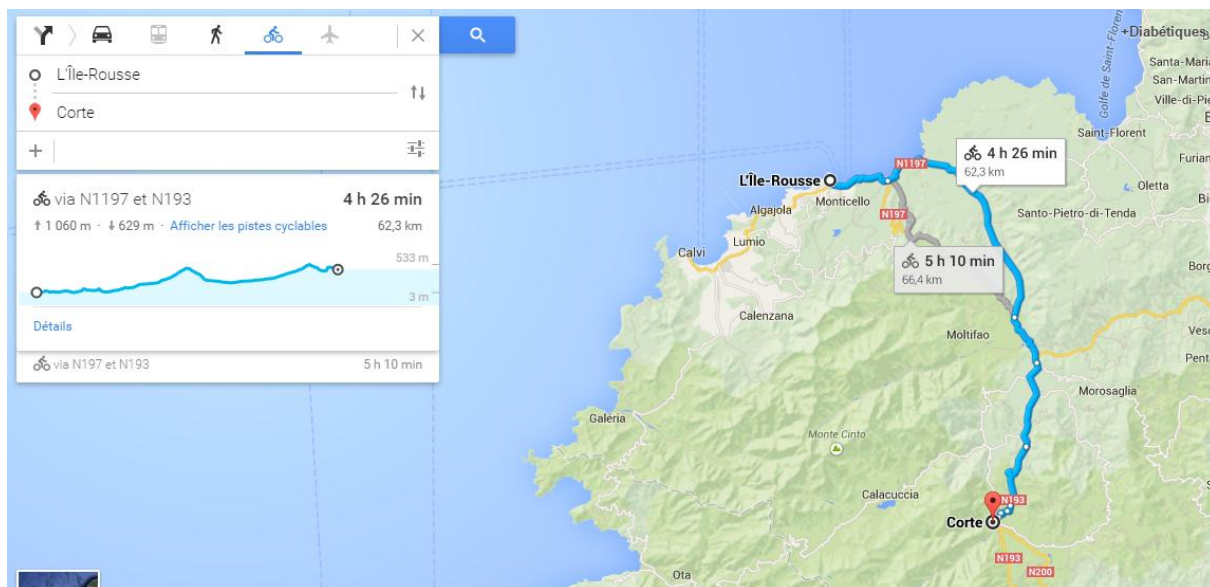 L'Île-Rousse
Corte
via N1197 et N193
4 h 26 min
1 060 m · 629 m · Afficher les pistes cyclables
62,3 km
533 m
3 m
Détails
via N197 et N193
5 h 10 min
+Diabétiques
Golfe de Saint-Florent
Santa-Mari
San-Martin
Ville-di-Pie
Saint-Florent
Furian
Oletta
Santo-Pietro-di-Tenda
N1197
4 h 26 min
62,3 km
L'Île-Rousse
Monticello
N197
Algajola
Lumio
Calvi
5 h 10 min
66,4 km
Borg
Calenzana
Moltifao
Vesc
Pent
Morosaglia
Galéria
Monte Cinto
Calacuccia
N193
Corte
N193
N200
Ota